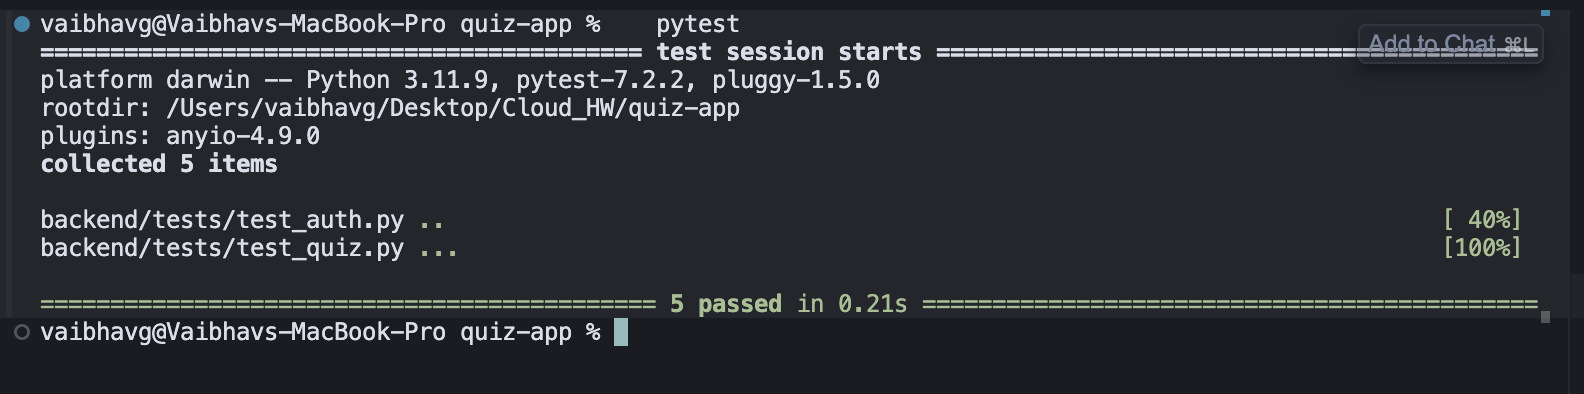 vaibhavg@Vaibhavs-MacBook-Pro quiz-app %    pytest
=========================================== test session starts ===========================================
Add to Chat ⌘L
platform darwin -- Python 3.11.9, pytest-7.2.2, pluggy-1.5.0
rootdir: /Users/vaibhavg/Desktop/Cloud_HW/quiz-app
plugins: anyio-4.9.0
collected 5 items
backend/tests/test_auth.py ..                                                                       [ 40%]
backend/tests/test_quiz.py ...                                                                      [100%]
============================================ 5 passed in 0.21s ============================================
vaibhavg@Vaibhavs-MacBook-Pro quiz-app %